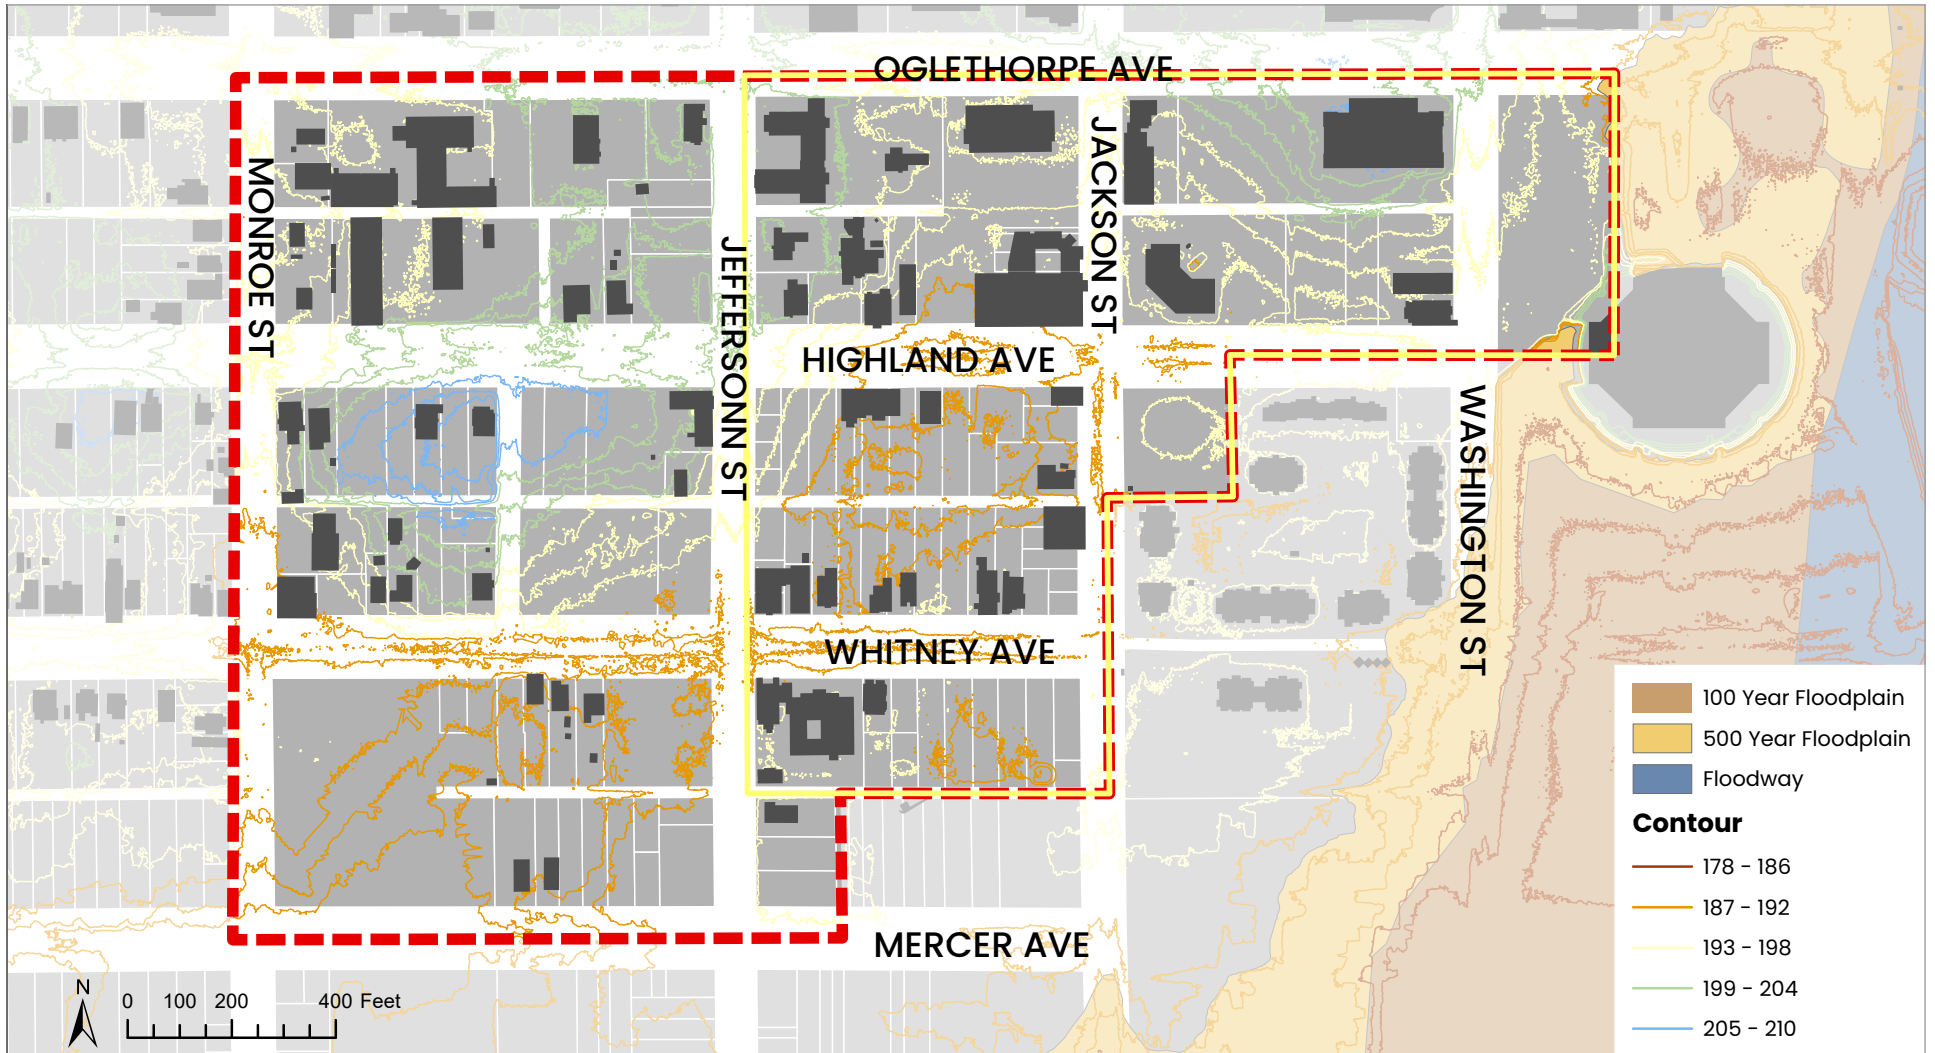 OGLETHORPE AVE
MONROE ST
JEFFERSONN ST
JACKSON ST
HIGHLAND AVE
WASHINGTON ST
WHITNEY AVE
MERCER AVE
N
0 100 200 400 Feet
100 Year Floodplain
500 Year Floodplain
Floodway
Contour
178 - 186
187 - 192
193 - 198
199 - 204
205 - 210